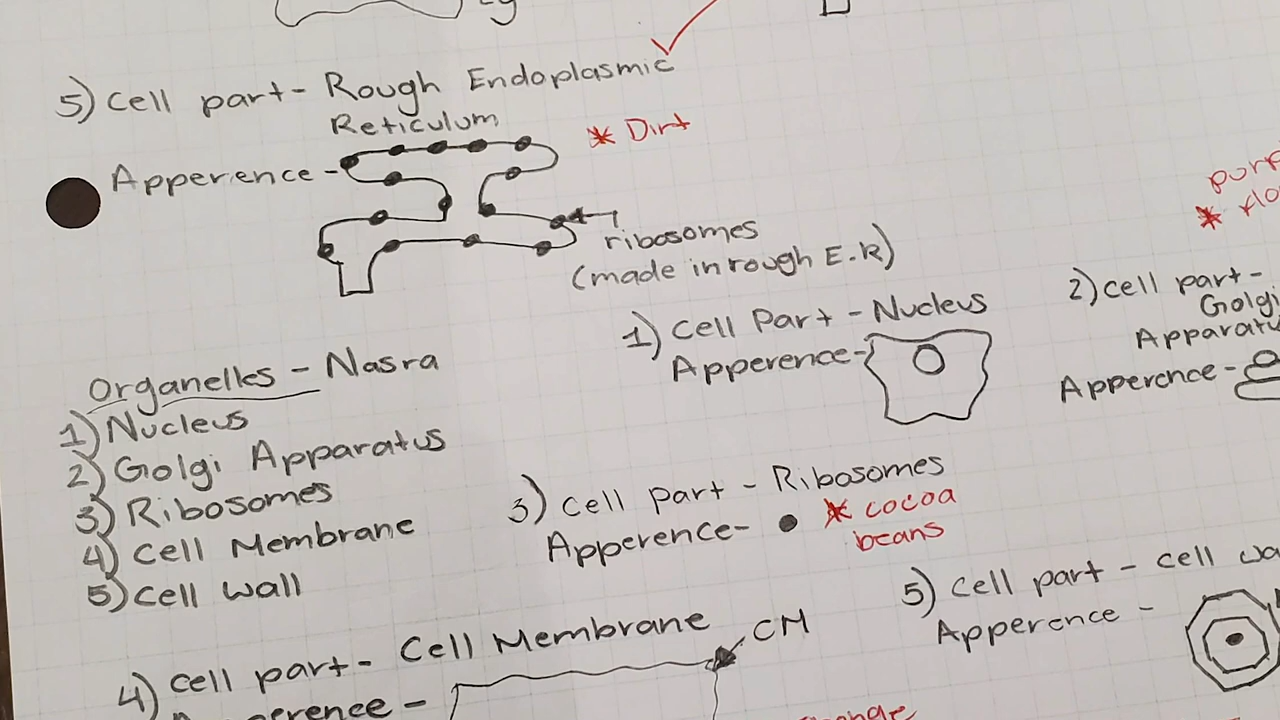 5) Cell part - Rough Endoplasmic
Reticulum
* Dirt
Apperence -
ribosomes
(made in rough E.R)
Organelles - Nasra
1) Nucleus
2) Golgi Apparatus
3) Ribosomes
4) Cell Membrane
5) Cell Wall
1) Cell Part - Nucleus
Apperence -
2) Cell part -
Golgi
Apperence -
3) Cell part - Ribosomes
Apperence -
* cocoa
beans
4) Cell part - Cell Membrane
CM
5) Cell part - cell
Apperence -